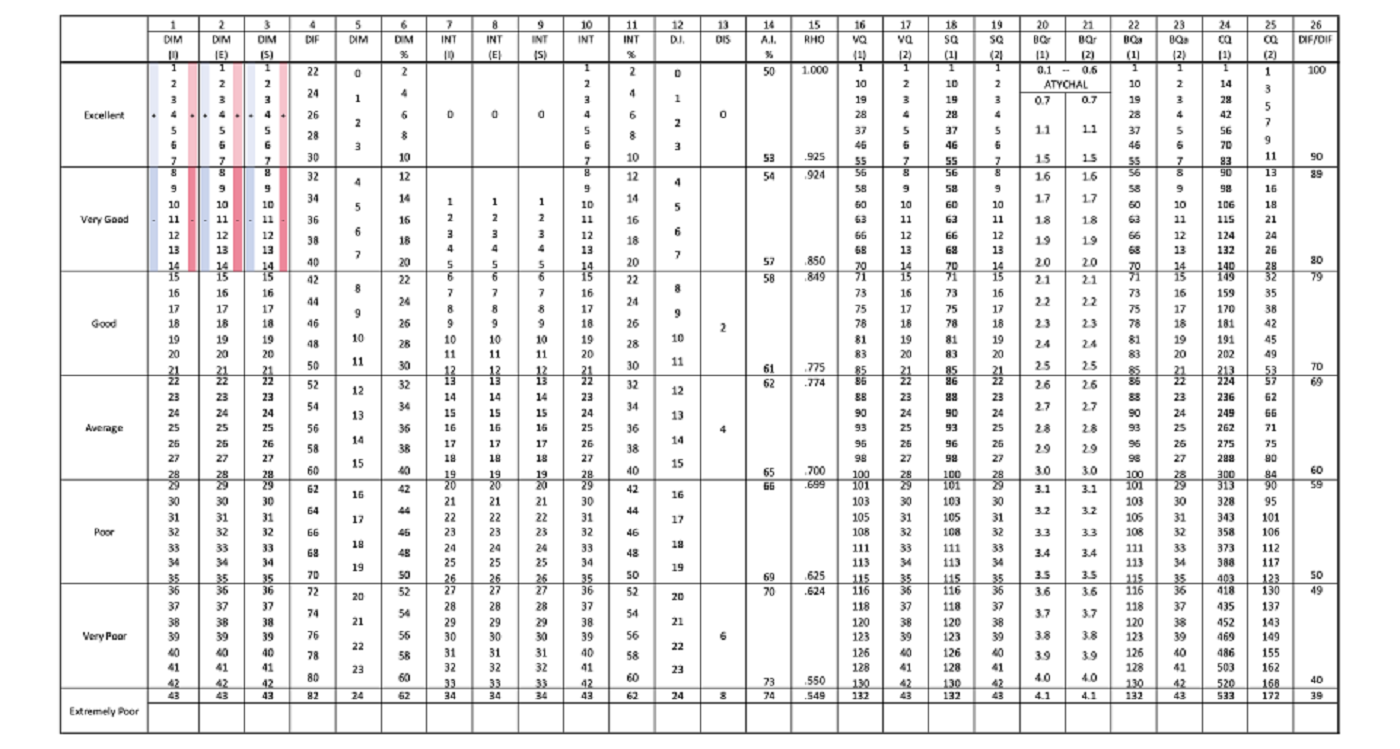 1 2 3 4 5 6 7 8 9 10 11 12 13 14 15 16 17 18 19 20 21 22 23 24 25 26
DIM DIM DIM DIF DIM DIM INT INT INT INT INT D.I. DIS A.I. RHO VQ VQ SQ SQ BQr BQr BQa BQa CQ CQ DIF/DIF
(I) (E) (S) % (I) (E) (S) % % (1) (2) (1) (2) (1) (2) (1) (2) (1) (2)
1 1 1 22 0 2 1 2 0 50 1.000 1 1 1 1 0.1 -- 0.6 1 1 1 1 100
2 2 2 2 10 2 10 2 ATYCHAL 10 2 14 3
3 3 3 24 1 4 3 4 1 19 3 19 3 0.7 0.7 19 3 28 5
Excellent + 4 + + 4 + + 4 + 26 2 6 0 0 0 4 6 2 0 28 4 28 4 28 4 42 7
5 5 5 28 8 5 8 37 5 37 5 1.1 1.1 37 5 56 9
6 6 6 3 6 3 46 6 46 6 46 6 70
7 7 7 30 10 7 10 53 .925 55 7 55 7 1.5 1.5 55 7 83 11 90
8 8 8 32 4 12 8 12 4 54 .924 56 8 56 8 1.6 1.6 56 8 90 13 89
9 9 9 9 58 9 58 9 58 9 98 16
10 10 10 34 5 14 1 1 1 10 14 5 60 10 60 10 1.7 1.7 60 10 106 18
Very Good - 11 - - 11 - - 11 - 36 16 2 2 2 11 16 63 11 63 11 1.8 1.8 63 11 115 21
12 12 12 38 6 18 3 3 3 12 18 6 66 12 66 12 1.9 1.9 66 12 124 24
13 13 13 7 4 4 4 13 7 68 13 68 13 68 13 132 26
14 14 14 40 20 5 5 5 14 20 57 .850 70 14 70 14 2.0 2.0 70 14 140 28 80
15 15 15 42 8 22 6 6 6 15 22 8 58 .849 71 15 71 15 2.1 2.1 71 15 149 32 79
16 16 16 7 7 7 16 73 16 73 16 73 16 159 35
17 17 17 44 9 24 8 8 8 17 24 9 75 17 75 17 2.2 2.2 75 17 170 38
Good 18 18 18 46 26 9 9 9 18 26 2 78 18 78 18 2.3 2.3 78 18 181 42
19 19 19 48 10 28 10 10 10 19 28 10 81 19 81 19 2.4 2.4 81 19 191 45
20 20 20 11 11 11 11 20 11 83 20 83 20 83 20 202 49
21 21 21 50 30 12 12 12 21 30 61 .775 85 21 85 21 2.5 2.5 85 21 213 53 70
22 22 22 52 12 32 13 13 13 22 32 12 62 .774 86 22 86 22 2.6 2.6 86 22 224 57 69
23 23 23 14 14 14 23 88 23 88 23 88 23 236 62
24 24 24 54 13 34 15 15 15 24 34 13 90 24 90 24 2.7 2.7 90 24 249 66
Average 25 25 25 56 36 16 16 16 25 36 4 93 25 93 25 2.8 2.8 93 25 262 71
26 26 26 58 14 38 17 17 17 26 38 14 96 26 96 26 2.9 2.9 96 26 275 75
27 27 27 15 18 18 18 27 15 98 27 98 27 98 27 288 80
28 28 28 60 40 19 19 19 28 40 65 .700 100 28 100 28 3.0 3.0 100 28 300 84 60
29 29 29 62 16 42 20 20 20 29 42 16 66 .699 101 29 101 29 3.1 3.1 101 29 313 90 59
30 30 30 21 21 21 30 103 30 103 30 103 30 328 95
31 31 31 64 17 44 22 22 22 31 44 17 105 31 105 31 3.2 3.2 105 31 343 101
Poor 32 32 32 66 46 23 23 23 32 46 108 32 108 32 3.3 3.3 108 32 358 106
33 33 33 68 18 48 24 24 24 33 48 18 111 33 111 33 3.4 3.4 111 33 373 112
34 34 34 19 25 25 25 34 19 113 34 113 34 113 34 388 117
35 35 35 70 50 26 26 26 35 50 69 .625 115 35 115 35 3.5 3.5 115 35 403 123 50
36 36 36 72 20 52 27 27 27 36 52 20 70 .624 116 36 116 36 3.6 3.6 116 36 418 130 49
37 37 37 28 28 28 37 118 37 118 37 118 37 435 137
38 38 38 74 21 54 29 29 29 38 54 21 120 38 120 38 3.7 3.7 120 38 452 143
Very Poor 39 39 39 76 56 30 30 30 39 56 6 123 39 123 39 3.8 3.8 123 39 469 149
40 40 40 78 22 58 31 31 31 40 58 22 126 40 126 40 3.9 3.9 126 40 486 155
41 41 41 23 32 32 32 41 23 128 41 128 41 128 41 503 162
42 42 42 80 60 33 33 33 42 60 73 .550 130 42 130 42 4.0 4.0 130 42 520 168 40
43 43 43 82 24 62 34 34 34 43 62 24 8 74 .549 132 43 132 43 4.1 4.1 132 43 533 172 39
Extremely Poor